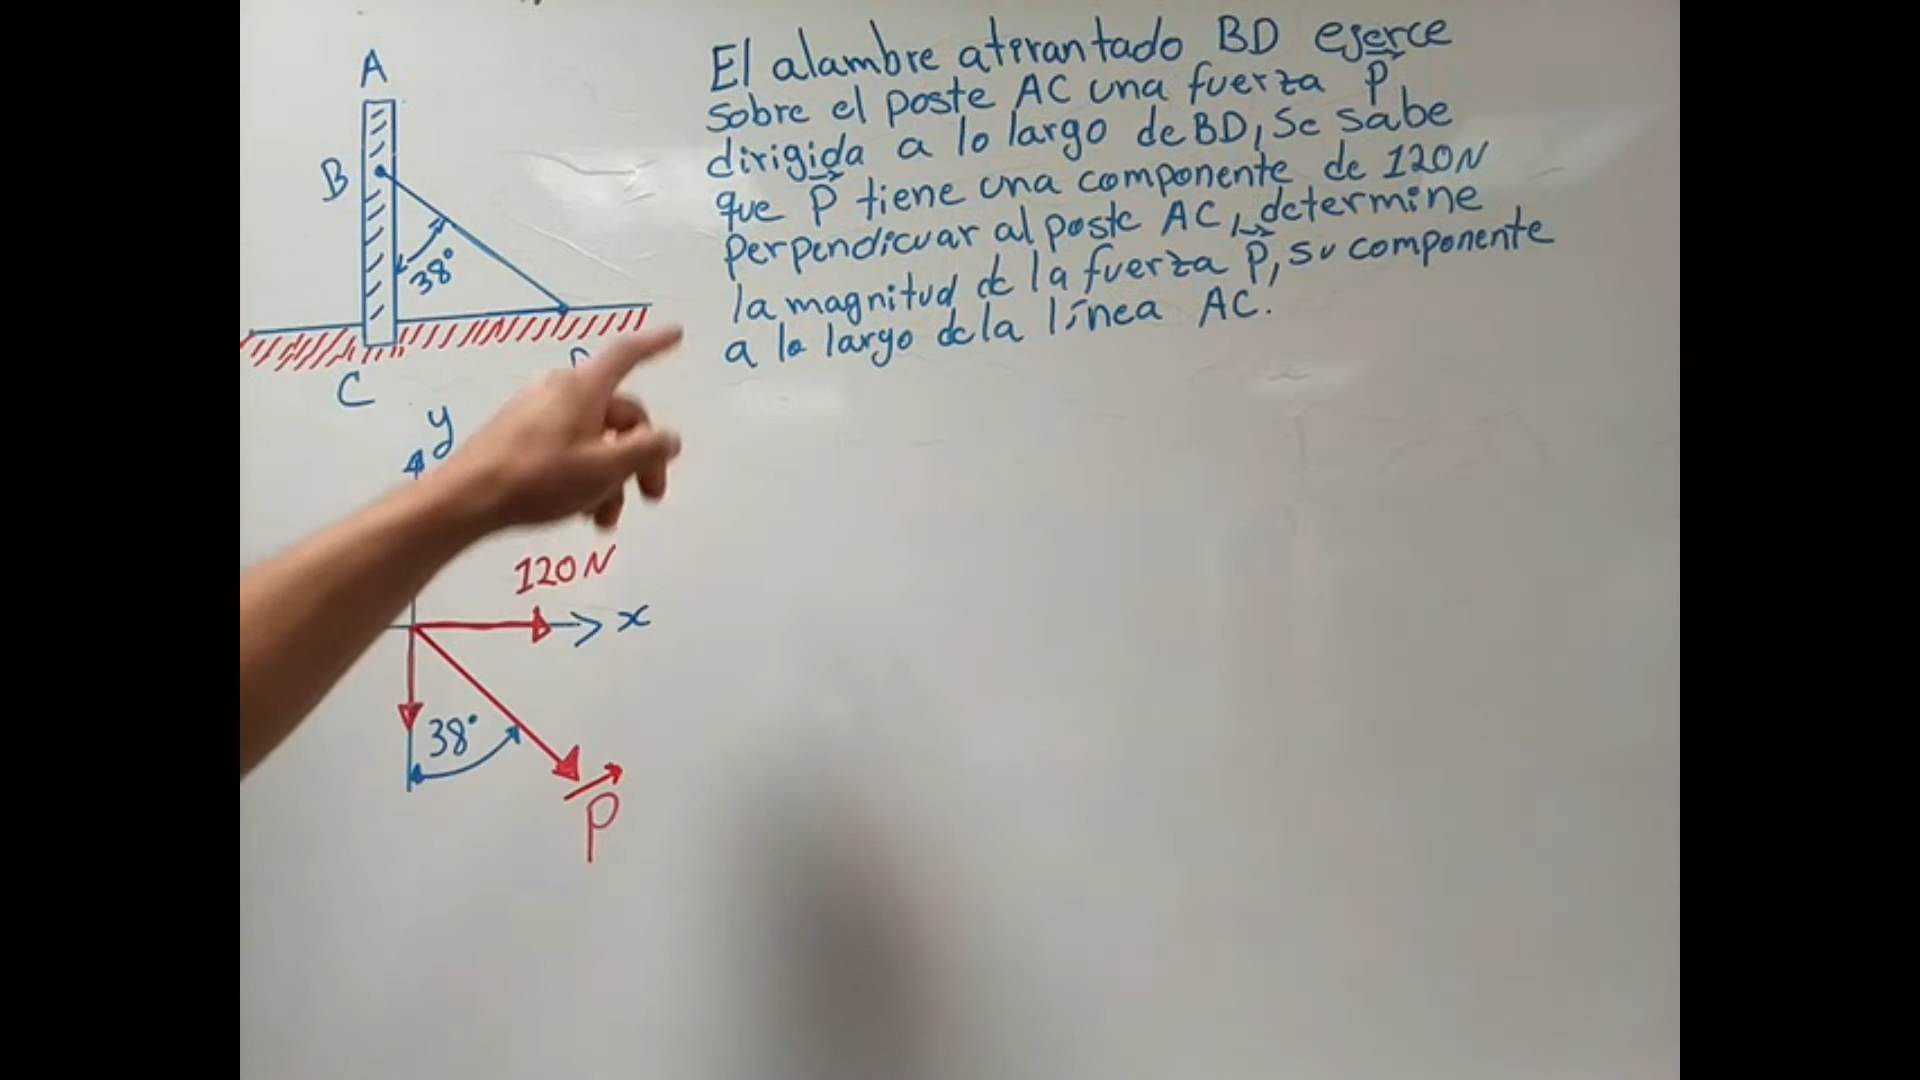 A
B
38°
C
El alambre atirantado BD ejerce
sobre el poste AC una fuerza P,
dirigida a lo largo de BD, Se sabe
que P tiene una componente de 120N
perpendicuar al poste AC, determine
la magnitud de la fuerza P, su componente
a lo largo de la línea AC.
y
120N
x
38°
P